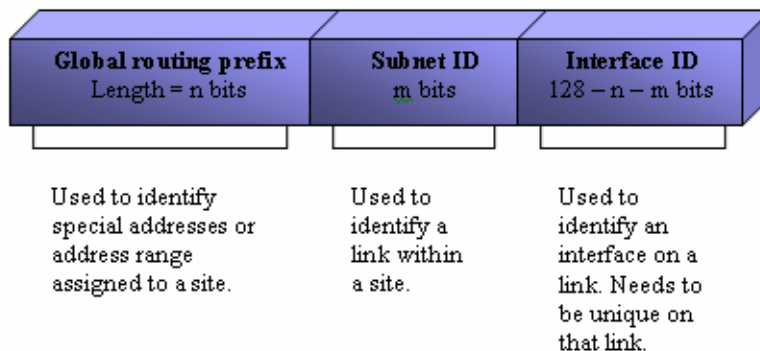 Global routing prefix
Length = n bits
Subnet ID
m bits
Interface ID
128 – n – m bits
Used to identify
special addresses or
address range
assigned to a site.
Used to
identify a
link within
a site.
Used to
identify an
interface on a
link. Needs to
be unique on
that link.